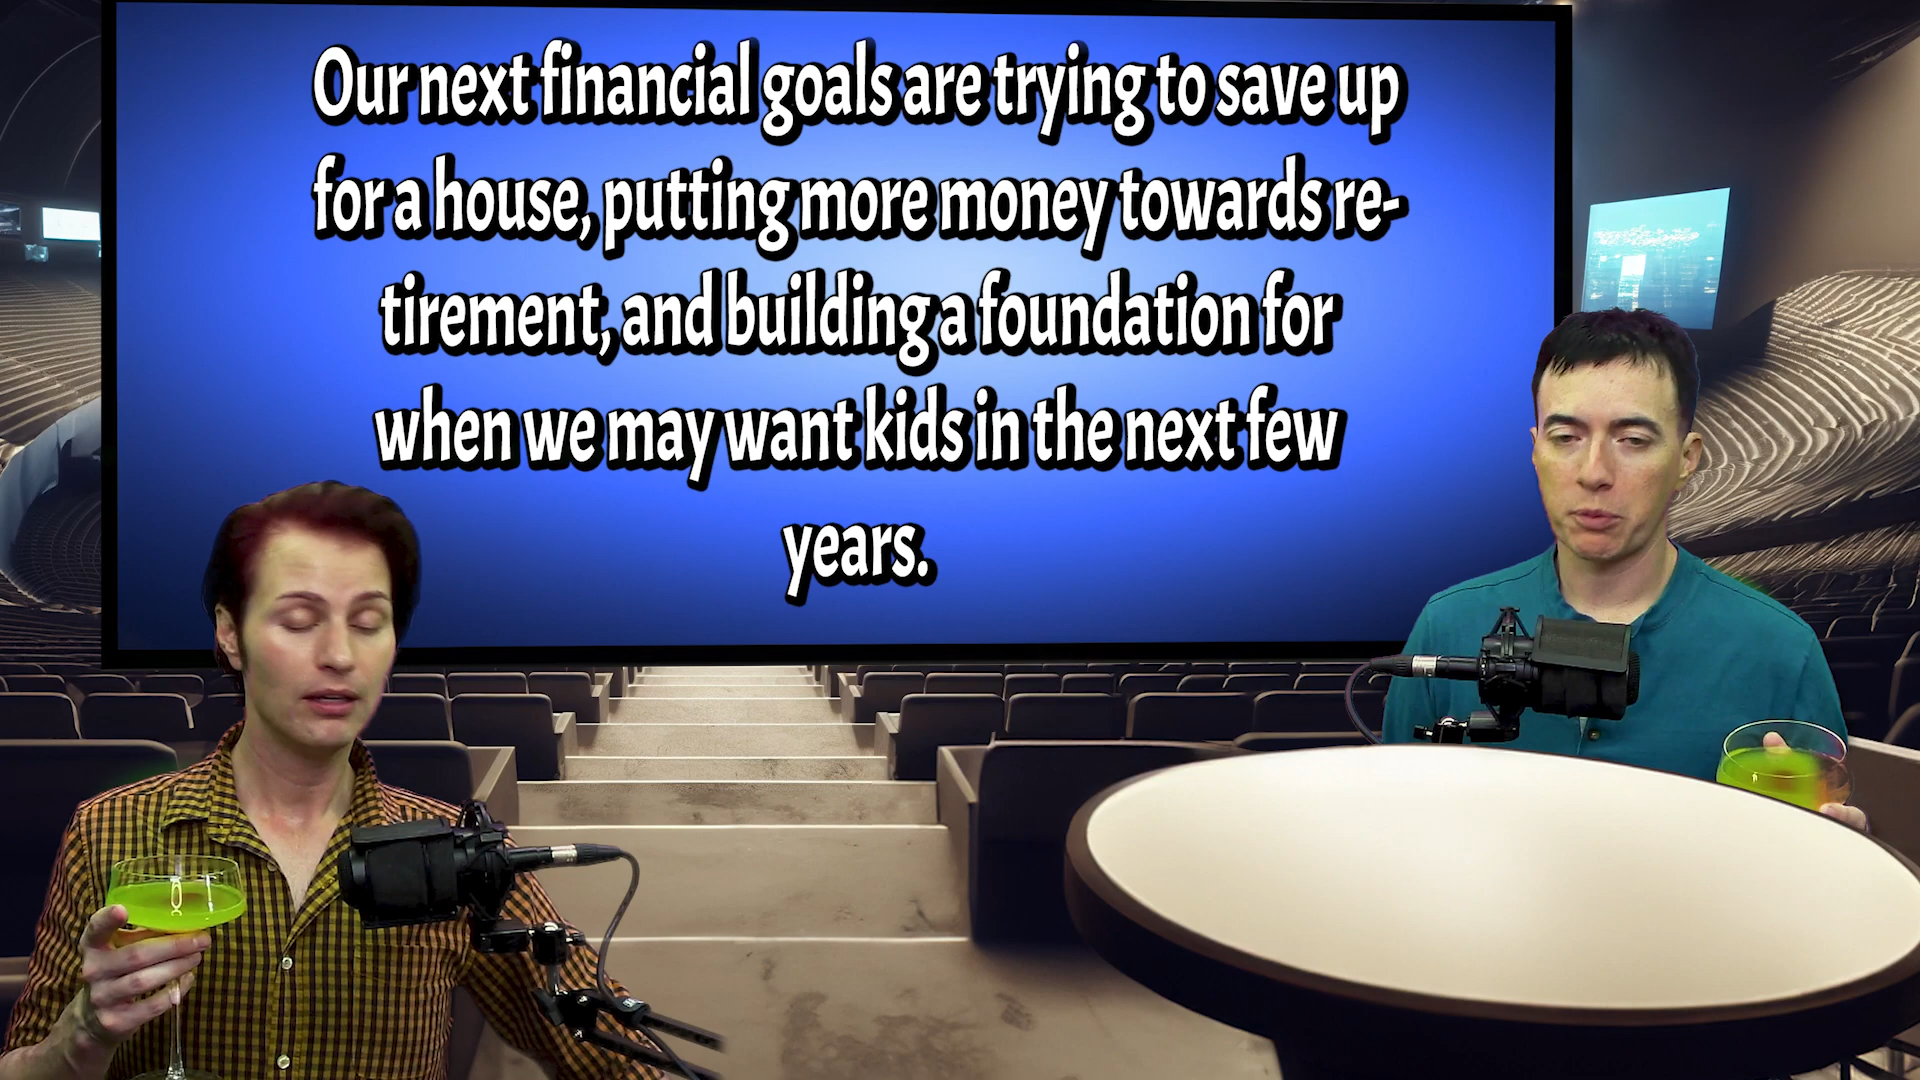 Our next financial goals are trying to save up
for a house, putting more money towards re-
tirement, and building a foundation for
when we may want kids in the next few
years.